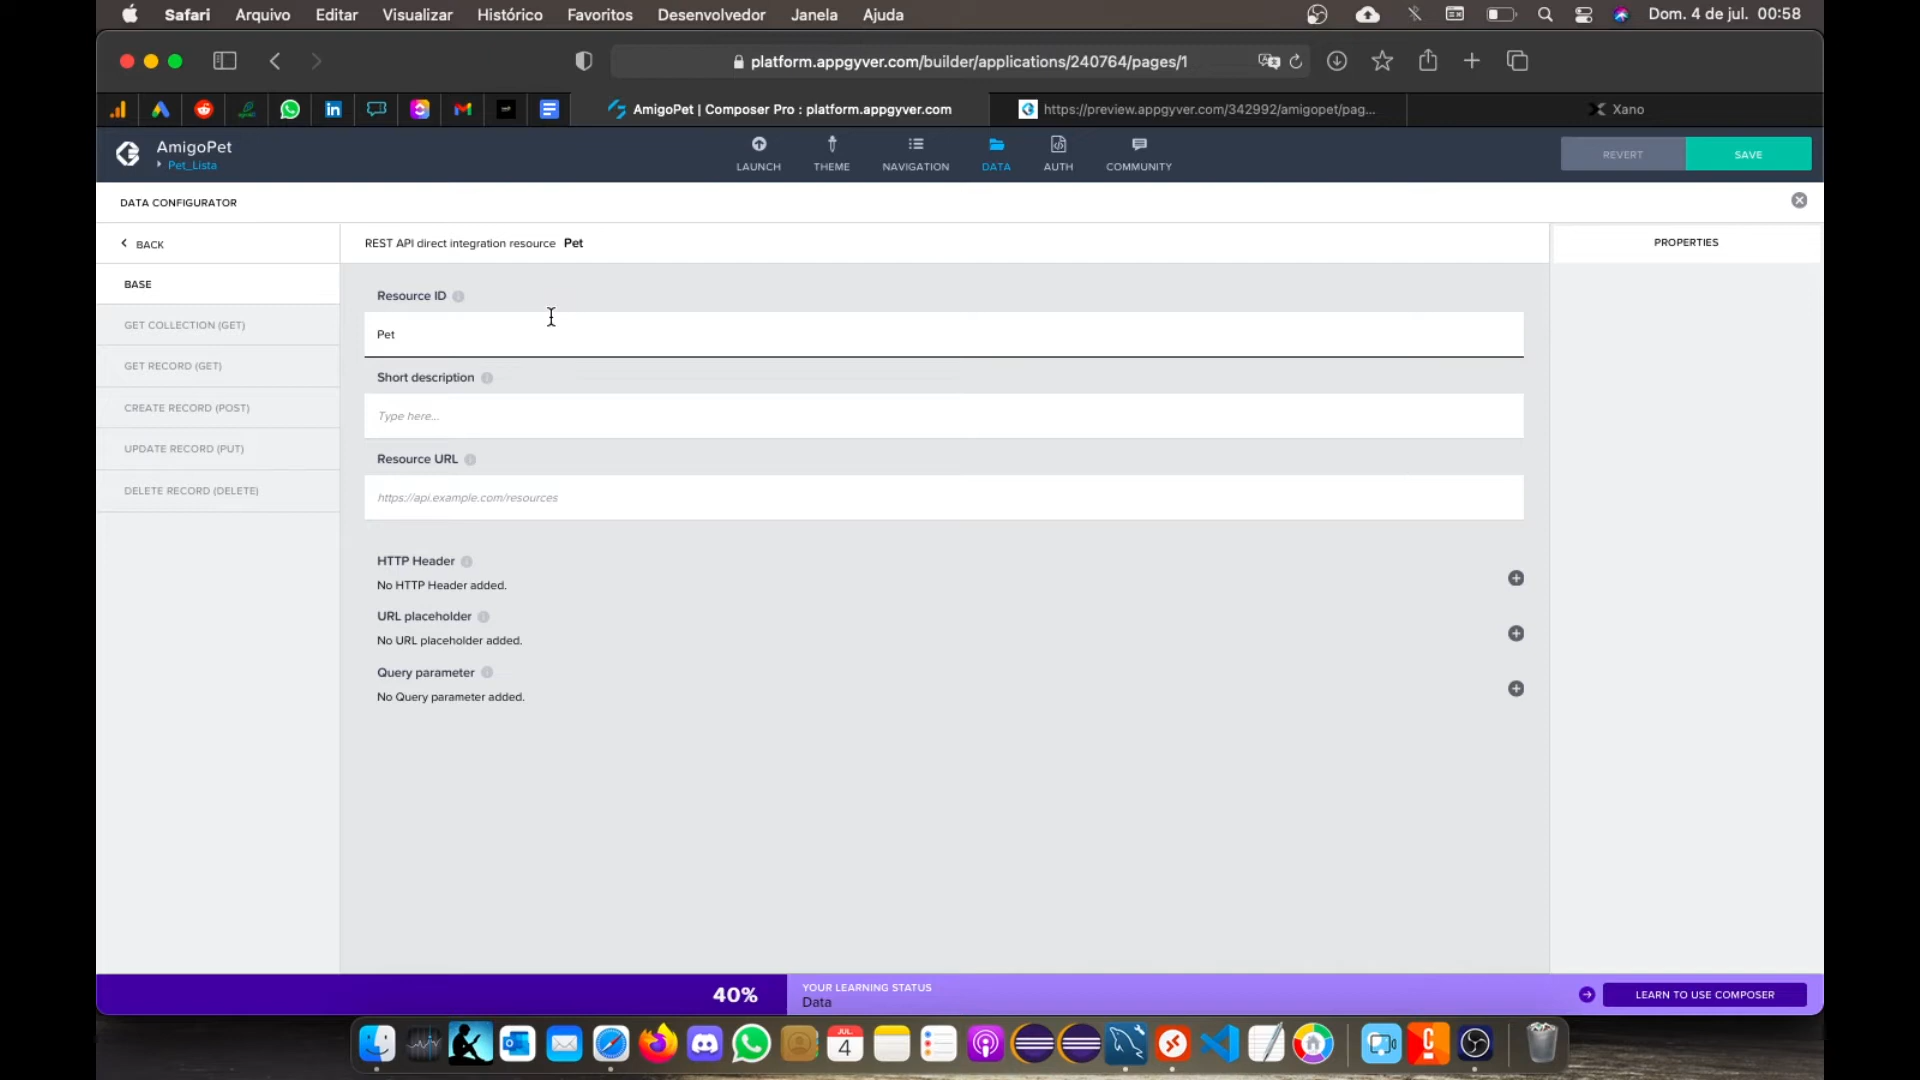 Safari Arquivo Editar Visualizar Histórico Favoritos Desenvolvedor Janela Ajuda Dom. 4 de jul. 00:58
platform.appgyver.com/builder/applications/240764/pages/1
AmigoPet | Composer Pro : platform.appgyver.com https://preview.appgyver.com/342992/amigopet/pag... Xano
AmigoPet
Pet_Lista
LAUNCH THEME NAVIGATION DATA AUTH COMMUNITY
REVERT SAVE
DATA CONFIGURATOR
BACK
REST API direct integration resource Pet
PROPERTIES
BASE
GET COLLECTION (GET)
GET RECORD (GET)
CREATE RECORD (POST)
UPDATE RECORD (PUT)
DELETE RECORD (DELETE)
Resource ID
Pet
Short description
Type here...
Resource URL
https://api.example.com/resources
HTTP Header
No HTTP Header added.
URL placeholder
No URL placeholder added.
Query parameter
No Query parameter added.
40%
YOUR LEARNING STATUS
Data
LEARN TO USE COMPOSER
JUL.
4